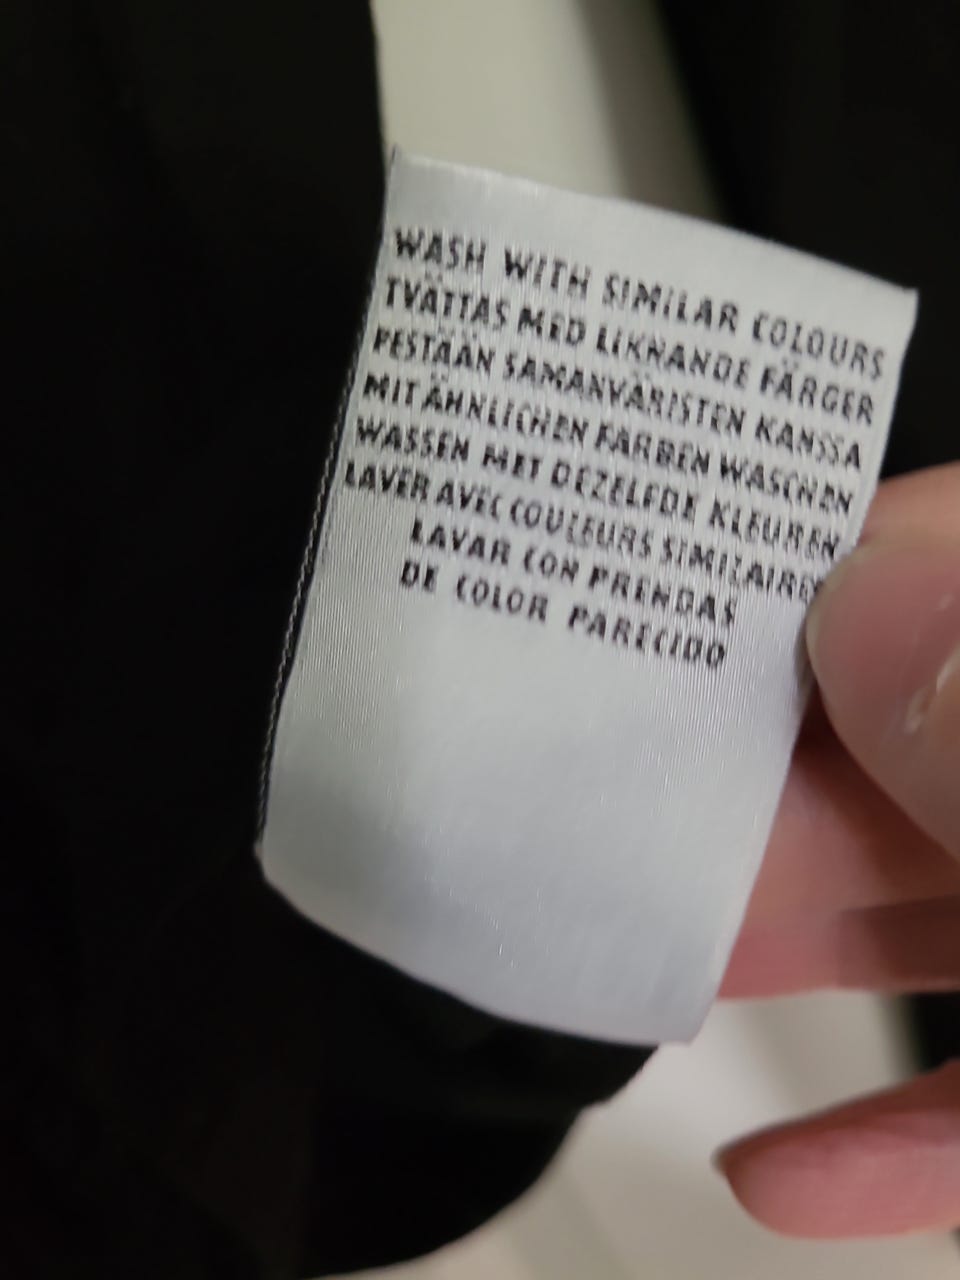 WASH WITH SIMILAR COLOURS
TVÄTTAS MED LIKNANDE FÄRGER
PESTÄÄN SAMANVÄRISTEN KANSSA
MIT ÄHNLICHEN FARBEN WASCHEN
WASSEN MET DEZELFDE KLEUREN
LAVER AVEC COULEURS SIMILAIRES
LAVAR CON PRENDAS
DE COLOR PARECIDO